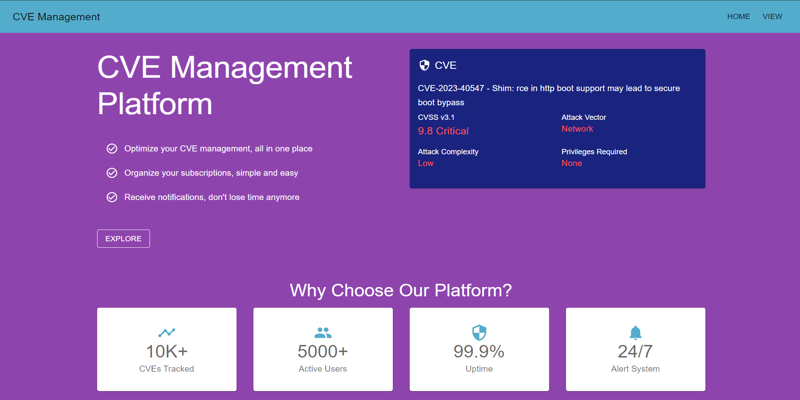 CVE Management
HOME
VIEW
CVE Management
Platform
Optimize your CVE management, all in one place
Organize your subscriptions, simple and easy
Receive notifications, don't lose time anymore
EXPLORE
CVE
CVE-2023-40547 - Shim: rce in http boot support may lead to secure
boot bypass
CVSS v3.1
9.8 Critical
Attack Vector
Network
Attack Complexity
Low
Privileges Required
None
Why Choose Our Platform?
10K+
CVEs Tracked
5000+
Active Users
99.9%
Uptime
24/7
Alert System